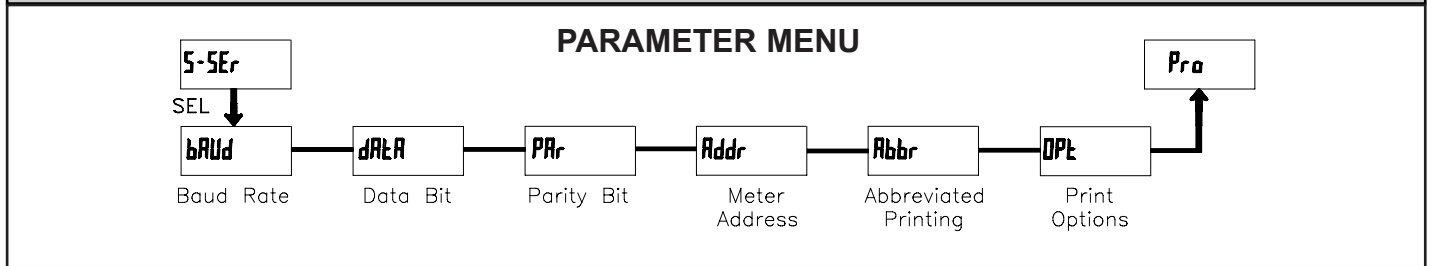 PARAMETER MENU
5-SEr
Pro
SEL
bAUd
dAtA
PAr
Addr
Abbr
OPt
Baud Rate
Data Bit
Parity Bit
Meter
Address
Abbreviated
Printing
Print
Options